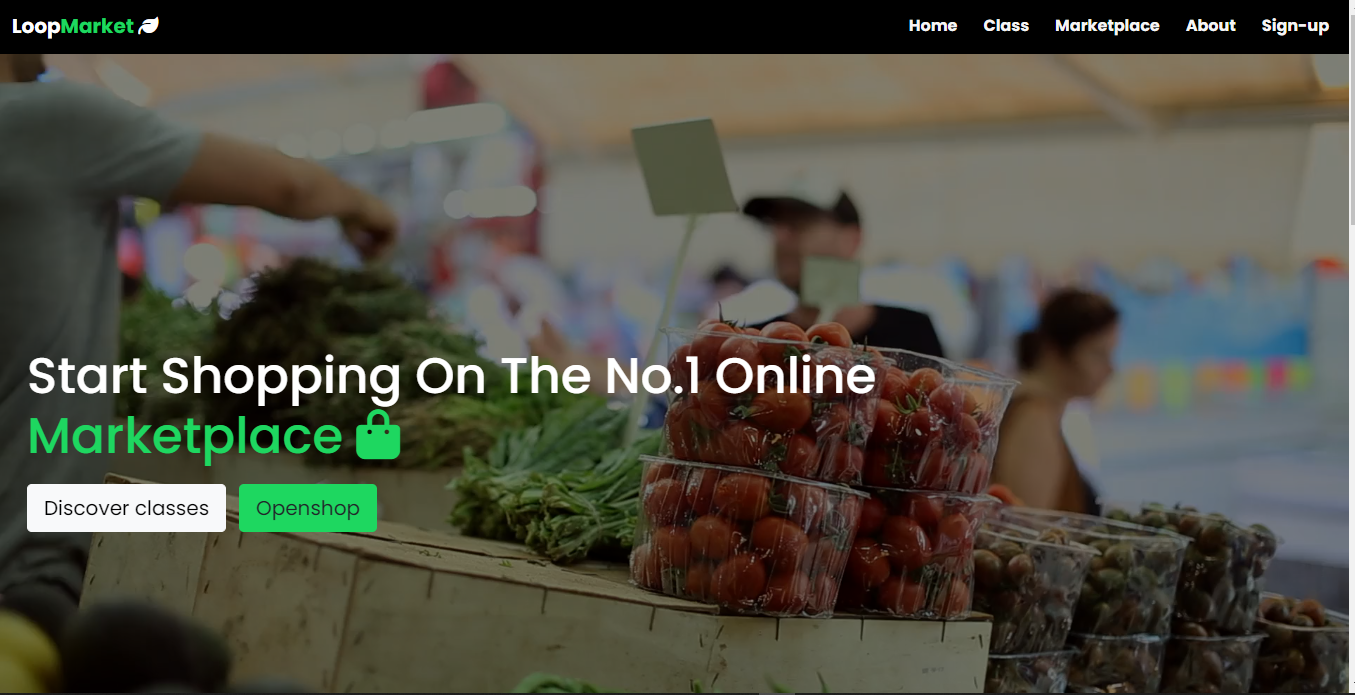 LoopMarket
Home Class Marketplace About Sign-up
Start Shopping On The No.1 Online
Marketplace
Discover classes Openshop